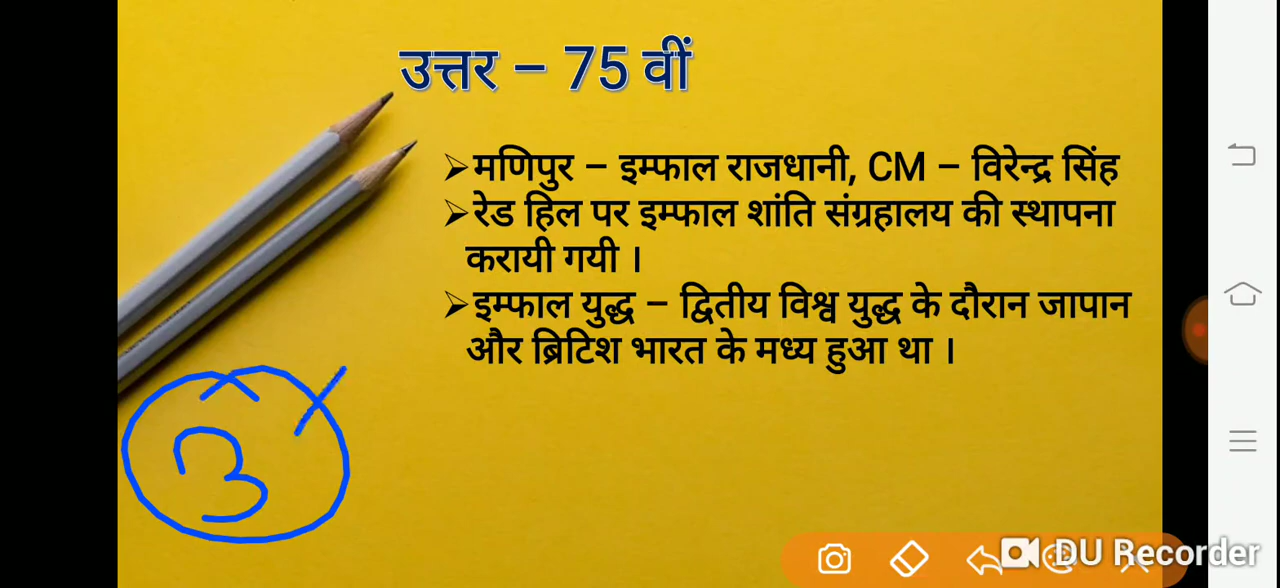 उत्तर – 75 वीं
➢मणिपुर – इम्फाल राजधानी, CM – विरेन्द्र सिंह
➢रेड हिल पर इम्फाल शांति संग्रहालय की स्थापना
करायी गयी ।
➢इम्फाल युद्ध – द्वितीय विश्व युद्ध के दौरान जापान
और ब्रिटिश भारत के मध्य हुआ था ।
3
DU Recorder